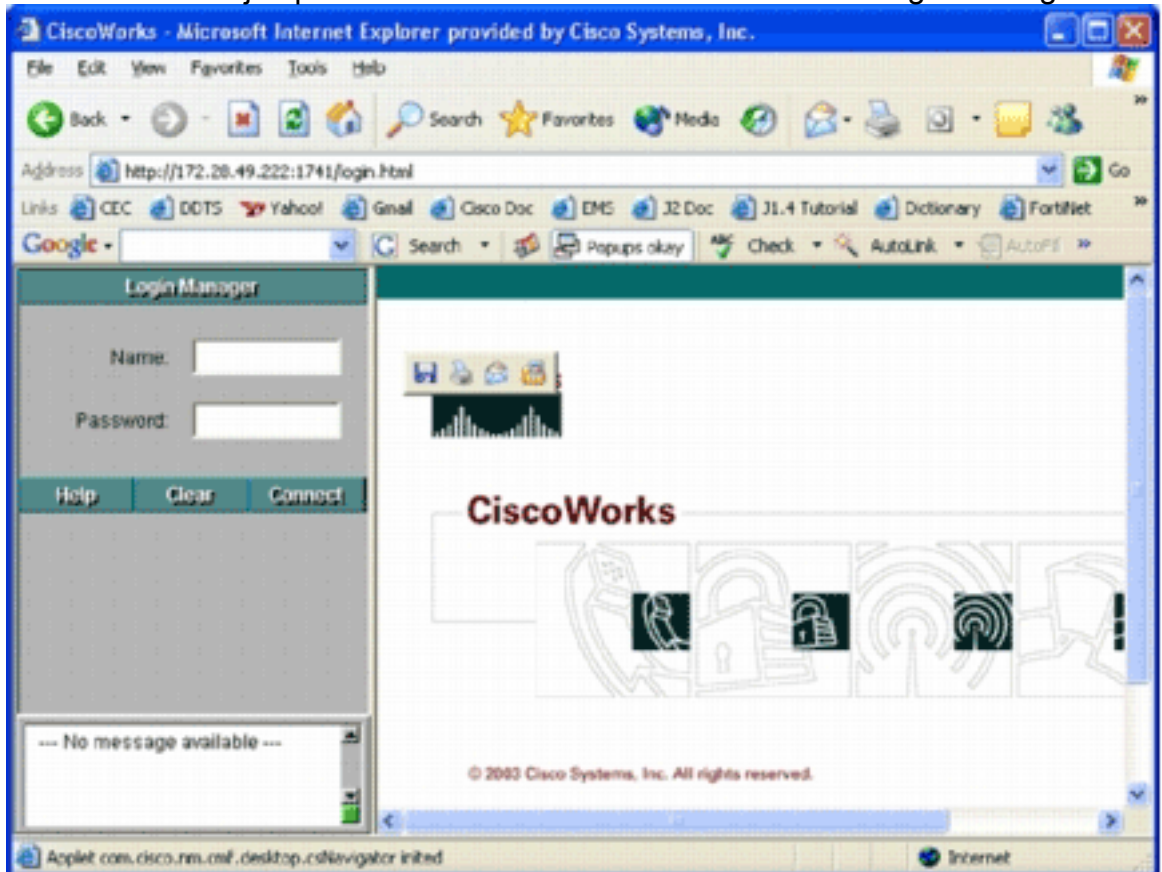 CiscoWorks - Microsoft Internet Explorer provided by Cisco Systems, Inc.
File Edit View Favorites Tools Help
Back Search Favorites Media
Address http://172.28.49.222:1741/login.html Go
Links CEC DDTS Yahoo! Gmail Cisco Doc EMS J2 Doc J1.4 Tutorial Dictionary FortiNet
Google Search Popups okay Check AutoLink AutoFill
Login Manager
Name:
Password:
Help Clear Connect
CiscoWorks
--- No message available ---
© 2003 Cisco Systems, Inc. All rights reserved.
Applet com.cisco.nm.cmf.desktop.csNavigator inited Internet